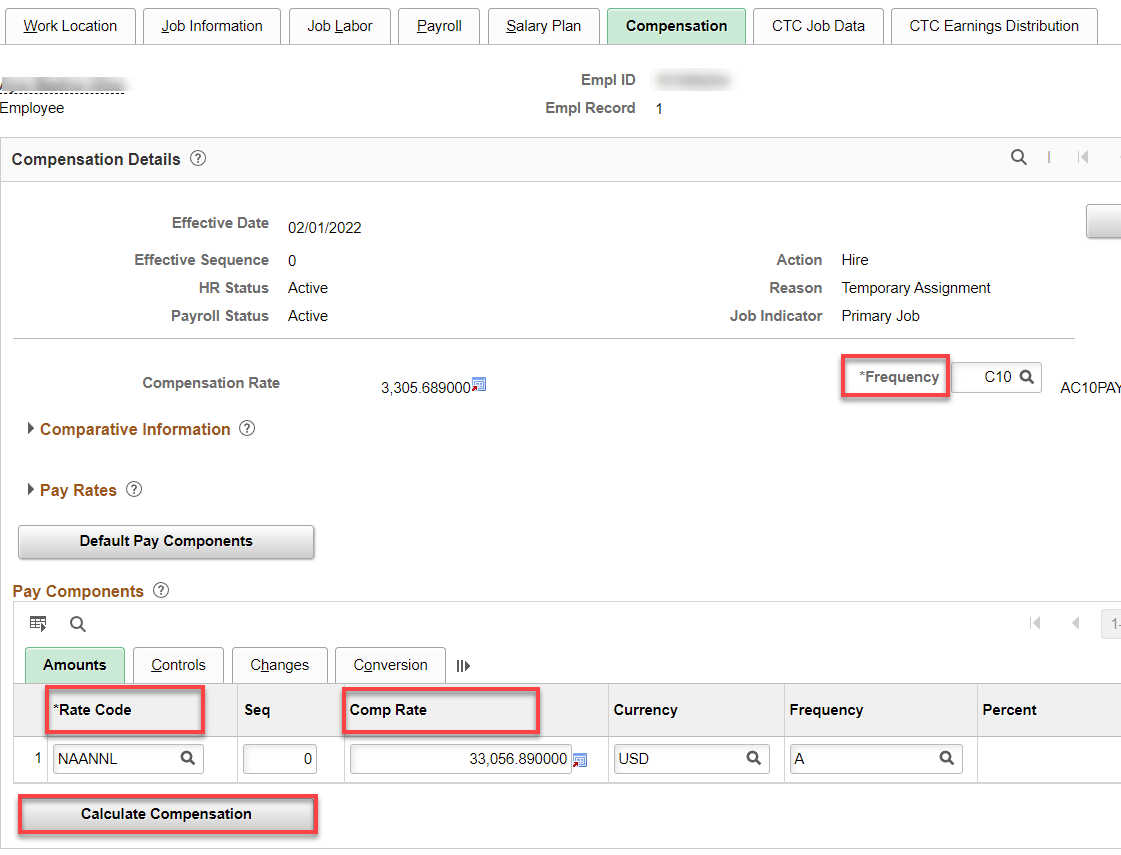 Work Location Job Information Job Labor Payroll Salary Plan Compensation CTC Job Data CTC Earnings Distribution
Empl ID
Employee Empl Record 1
Compensation Details ?
Effective Date 02/01/2022
Effective Sequence 0 Action Hire
HR Status Active Reason Temporary Assignment
Payroll Status Active Job Indicator Primary Job
Compensation Rate 3,305.689000 *Frequency C10 AC10PAY
Comparative Information ?
Pay Rates ?
Default Pay Components
Pay Components ?
1-
Amounts Controls Changes Conversion
*Rate Code Seq Comp Rate Currency Frequency Percent
1 NAANNL 0 33,056.890000 USD A
Calculate Compensation